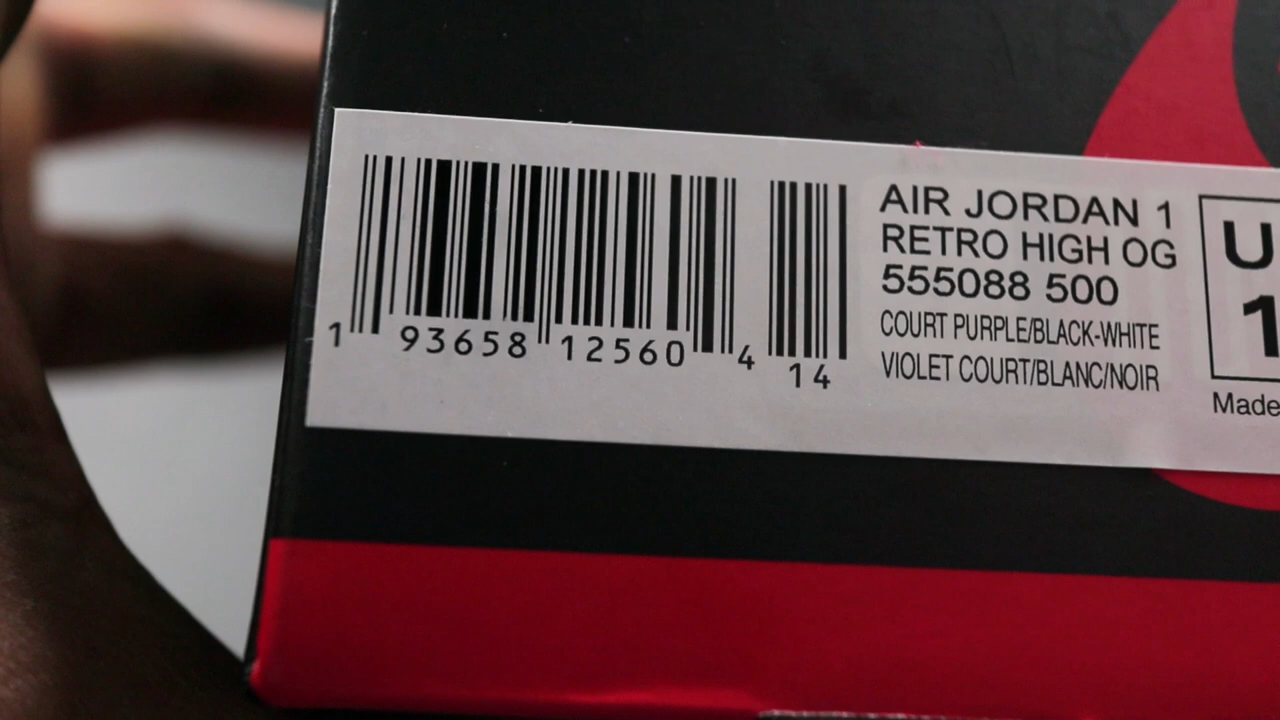 1 93658 12560 4 14
AIR JORDAN 1
RETRO HIGH OG
555088 500
COURT PURPLE/BLACK-WHITE
VIOLET COURT/BLANC/NOIR
U
1
Made